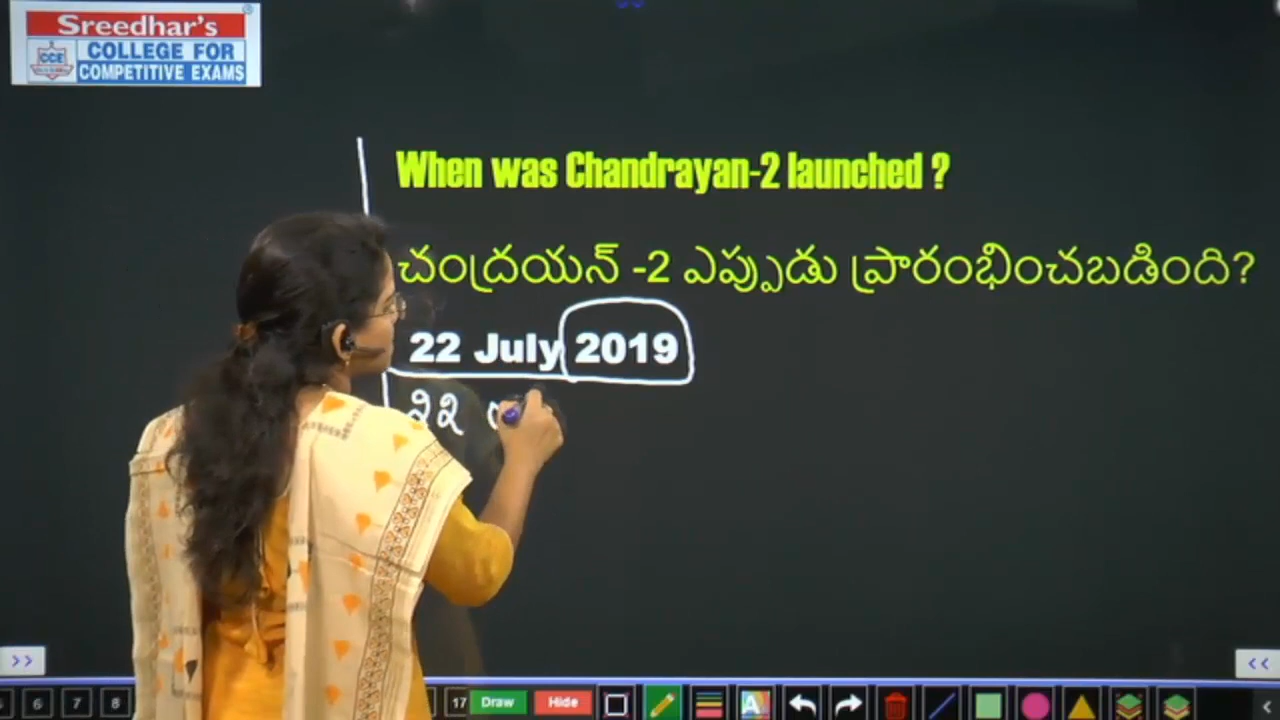 Sreedhar's
CCE
COLLEGE FOR
COMPETITIVE EXAMS
When was Chandrayan-2 launched ?
చంద్రయన్ -2 ఎప్పుడు ప్రారంభించబడింది?
22 July 2019
22
>>
<<
6 7 8 17 Draw Hide A